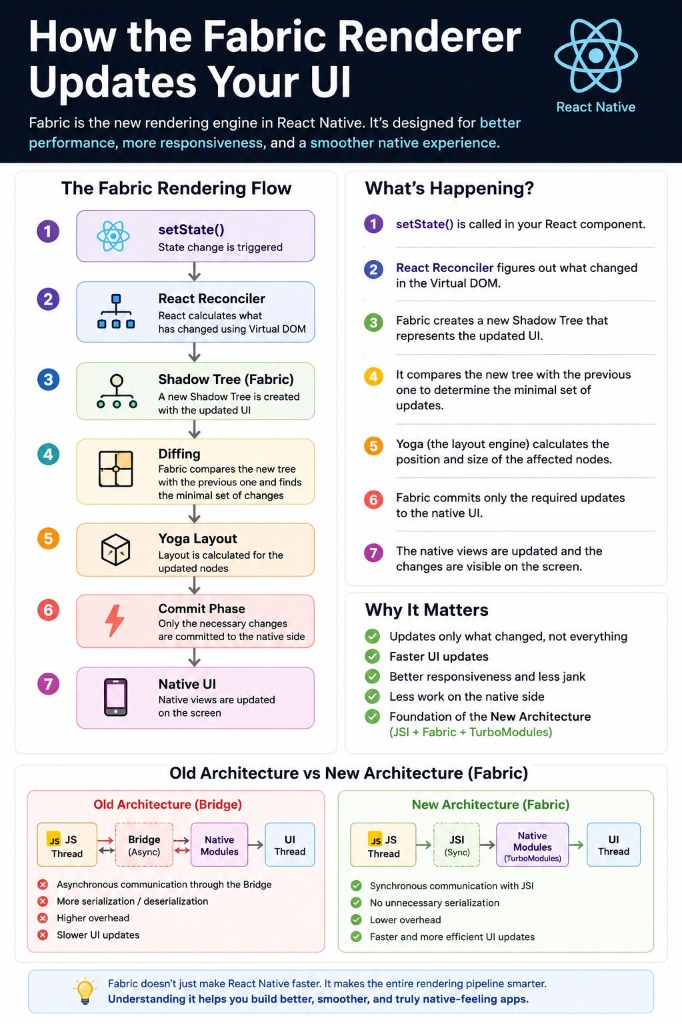 How the Fabric Renderer
Updates Your UI
React Native
Fabric is the new rendering engine in React Native. It's designed for better
performance, more responsiveness, and a smoother native experience.
The Fabric Rendering Flow
1
setState()
State change is triggered
2
React Reconciler
React calculates what
has changed using Virtual DOM
3
Shadow Tree (Fabric)
A new Shadow Tree is created
with the updated UI
4
Diffing
Fabric compares the new tree
with the previous one and finds
the minimal set of changes
5
Yoga Layout
Layout is calculated for the
updated nodes
6
Commit Phase
Only the necessary changes
are committed to the native side
7
Native UI
Native views are updated
on the screen
What's Happening?
1 setState() is called in your React component.
2 React Reconciler figures out what changed
in the Virtual DOM.
3 Fabric creates a new Shadow Tree that
represents the updated UI.
4 It compares the new tree with the previous
one to determine the minimal set of
updates.
5 Yoga (the layout engine) calculates the
position and size of the affected nodes.
6 Fabric commits only the required updates
to the native UI.
7 The native views are updated and the
changes are visible on the screen.
Why It Matters
Updates only what changed, not everything
Faster UI updates
Better responsiveness and less jank
Less work on the native side
Foundation of the New Architecture
(JSI + Fabric + TurboModules)
Old Architecture vs New Architecture (Fabric)
Old Architecture (Bridge)
JS JS
Thread
Bridge
(Async)
Native
Modules
UI
Thread
Asynchronous communication through the Bridge
More serialization / deserialization
Higher overhead
Slower UI updates
New Architecture (Fabric)
JS JS
Thread
JSI
(Sync)
Native
Modules
(TurboModules)
UI
Thread
Synchronous communication with JSI
No unnecessary serialization
Lower overhead
Faster and more efficient UI updates
Fabric doesn't just make React Native faster. It makes the entire rendering pipeline smarter.
Understanding it helps you build better, smoother, and truly native-feeling apps.